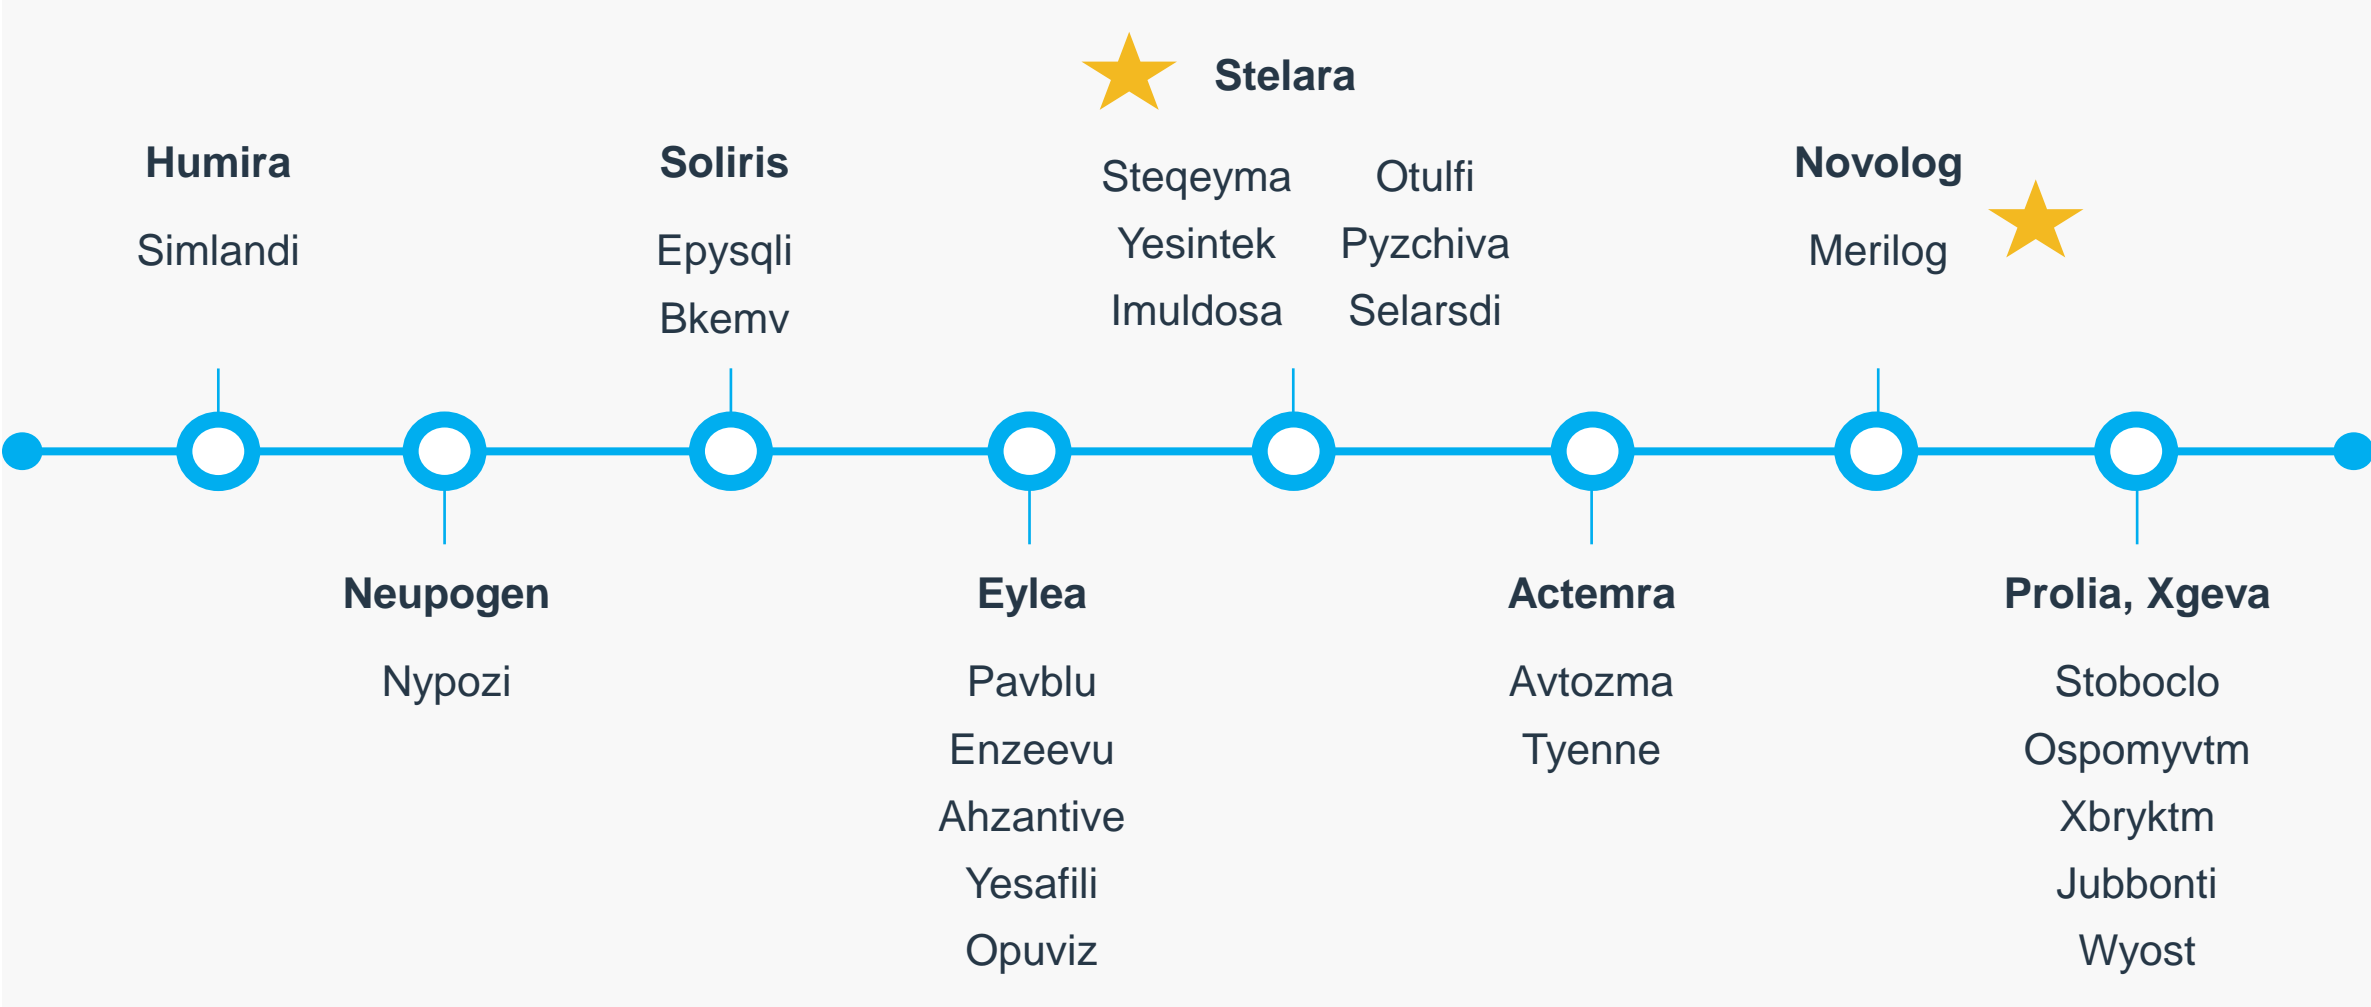 Humira
Simlandi
Neupogen
Nypozi
Soliris
Epysqli
Bkemv
Eylea
Pavblu
Enzeevu
Ahzantive
Yesafili
Opuviz
Stelara
Steqeyma
Yesintek
Imuldosa
Otulfi
Pyzchiva
Selarsdi
Actemra
Avtozma
Tyenne
Novolog
Merilog
Prolia, Xgeva
Stoboclo
Ospomyvtm
Xbryktm
Jubbonti
Wyost